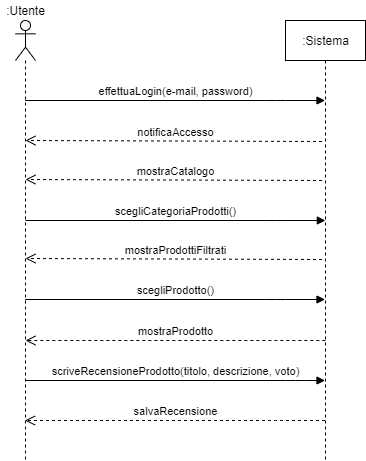 :Utente
:Sistema
effettuaLogin(e-mail, password)
notificaAccesso
mostraCatalogo
scegliCategoriaProdotti()
mostraProdottiFiltrati
scegliProdotto()
mostraProdotto
scriveRecensioneProdotto(titolo, descrizione, voto)
salvaRecensione